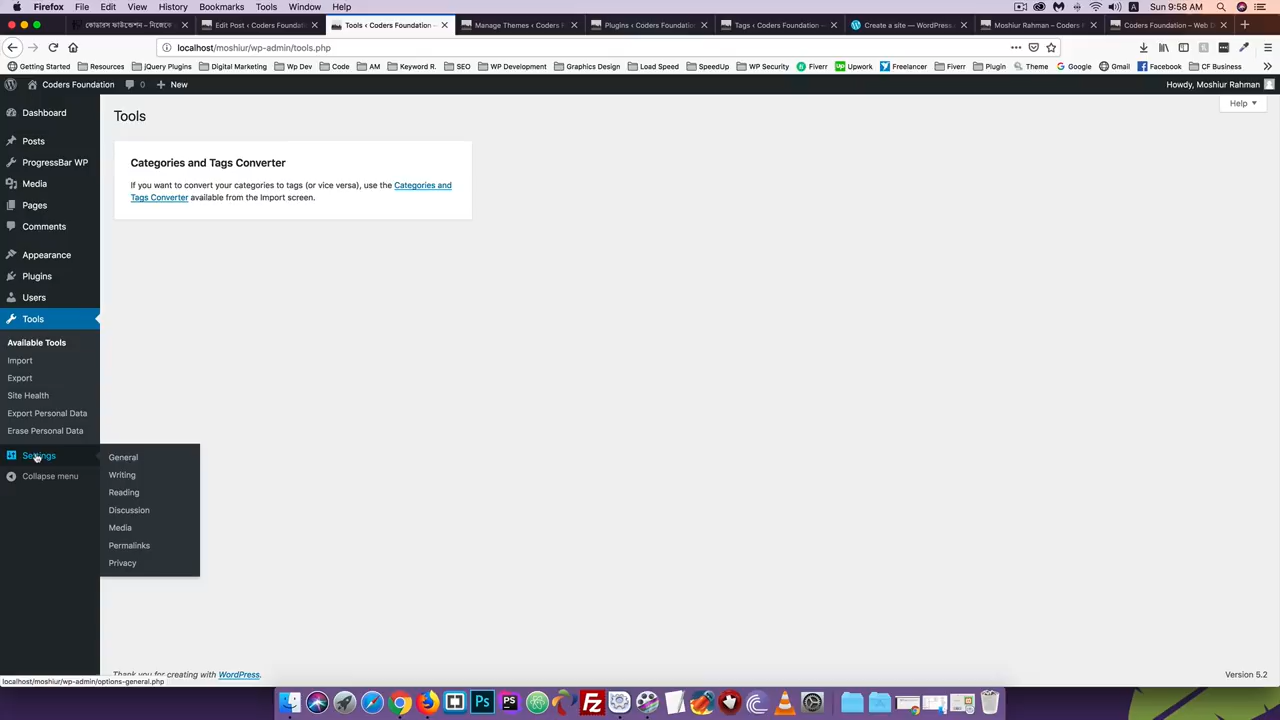 Firefox File Edit View History Bookmarks Tools Window Help Sun 9:58 AM
কোডারস ফাউন্ডেশন – নিজেকে Edit Post ‹ Coders Foundati Tools ‹ Coders Foundation — Manage Themes ‹ Coders F Plugins ‹ Coders Foundation Tags ‹ Coders Foundation — Create a site — WordPress. Moshiur Rahman – Coders F Coders Foundation – Web D
localhost/moshiur/wp-admin/tools.php
Getting Started Resources jQuery Plugins Digital Marketing Wp Dev Code AM Keyword R. SEO WP Development Graphics Design Load Speed SpeedUp WP Security Fiverr Upwork Freelancer Fiverr Plugin Theme Google Gmail Facebook CF Business
Coders Foundation 0 New Howdy, Moshiur Rahman
Help
Dashboard
Posts
ProgressBar WP
Media
Pages
Comments
Appearance
Plugins
Users
Tools
Available Tools
Import
Export
Site Health
Export Personal Data
Erase Personal Data
Settings
Collapse menu
General
Writing
Reading
Discussion
Media
Permalinks
Privacy
Tools
Categories and Tags Converter
If you want to convert your categories to tags (or vice versa), use the Categories and
Tags Converter available from the Import screen.
Thank you for creating with WordPress. Version 5.2
localhost/moshiur/wp-admin/options-general.php